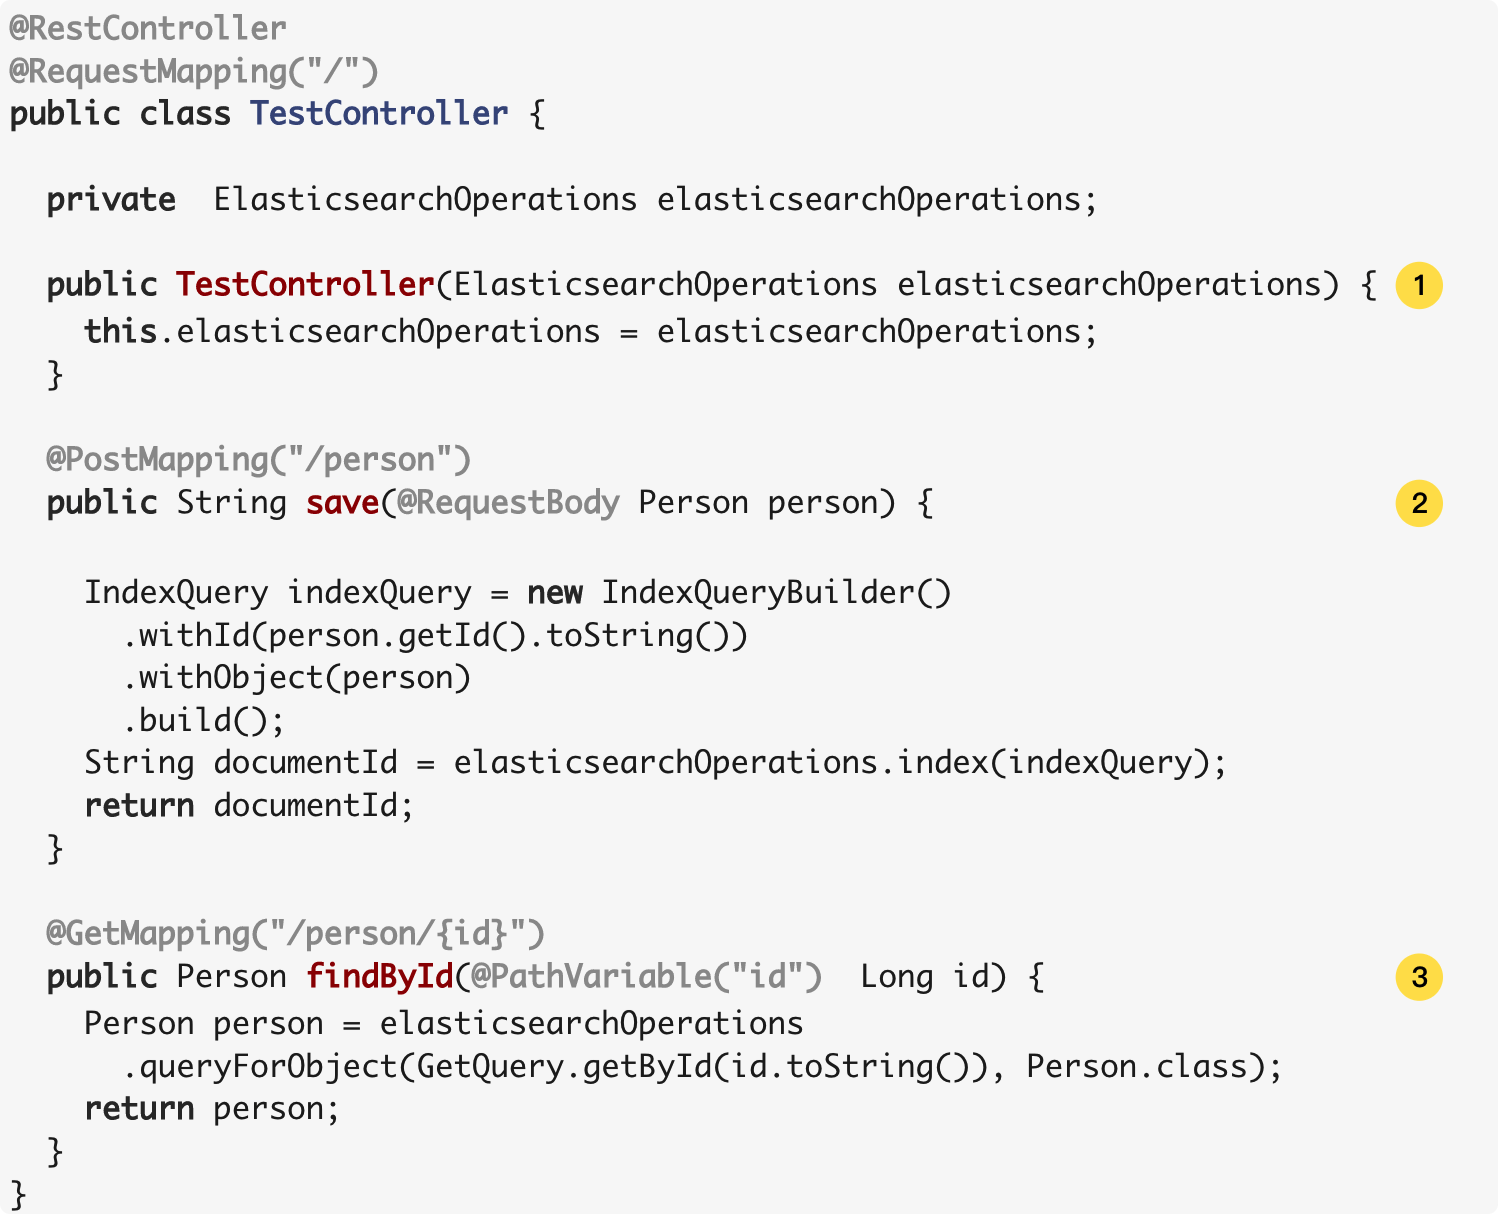 @RestController
@RequestMapping("/")
public class TestController {
  private  ElasticsearchOperations elasticsearchOperations;
  public TestController(ElasticsearchOperations elasticsearchOperations) { 1
    this.elasticsearchOperations = elasticsearchOperations;
  }
  @PostMapping("/person")
  public String save(@RequestBody Person person) { 2
    IndexQuery indexQuery = new IndexQueryBuilder()
      .withId(person.getId().toString())
      .withObject(person)
      .build();
    String documentId = elasticsearchOperations.index(indexQuery);
    return documentId;
  }
  @GetMapping("/person/{id}")
  public Person findById(@PathVariable("id")  Long id) { 3
    Person person = elasticsearchOperations
      .queryForObject(GetQuery.getById(id.toString()), Person.class);
    return person;
  }
}